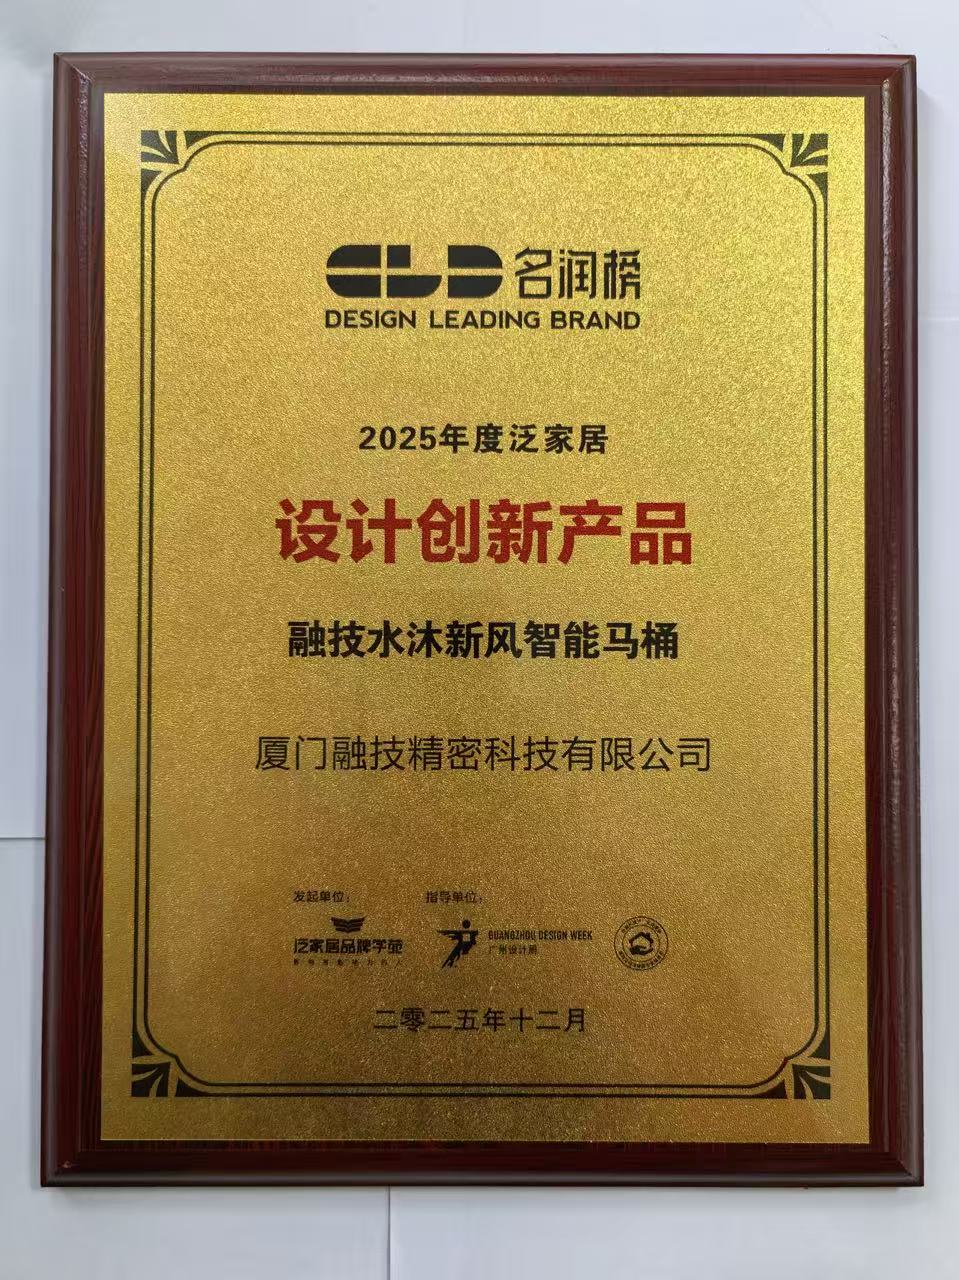 CLD 名润榜
DESIGN LEADING BRAND
2025年度泛家居
设计创新产品
融技水沐新风智能马桶
厦门融技精密科技有限公司
发起单位： 指导单位：
泛家居品牌学苑
GUANGZHOU DESIGN WEEK
广州设计周
二零二五年十二月